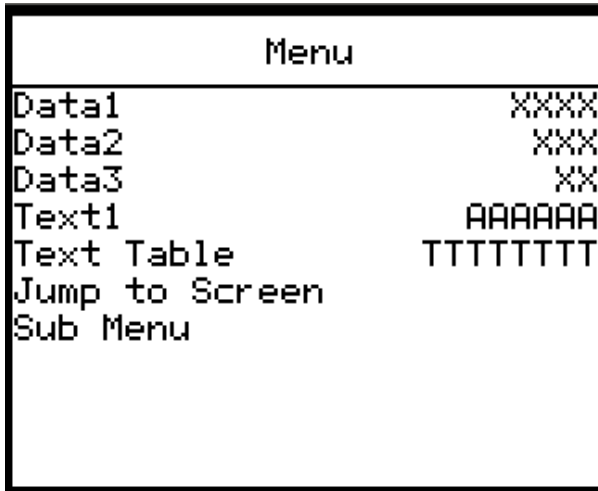 Menu
Data1 XXXX
Data2 XXX
Data3 XX
Text1 AAAAAA
Text Table TTTTTTTT
Jump to Screen
Sub Menu